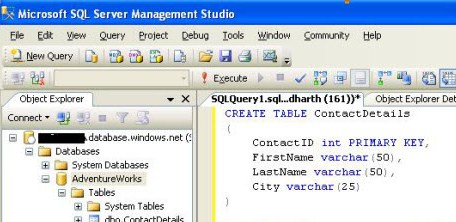 Microsoft SQL Server Management Studio
File Edit View Query Project Debug Tools Window Community Help
New Query
Execute
Object Explorer
SQLQuery1.sql...dharth (161))*
Object Explorer Det
Connect
.database.windows.net (S
Databases
System Databases
AdventureWorks
Tables
System Tables
dbo.ContactDetails
CREATE TABLE ContactDetails
(
ContactID int PRIMARY KEY,
FirstName varchar(50),
LastName varchar(50),
City varchar(25)
)